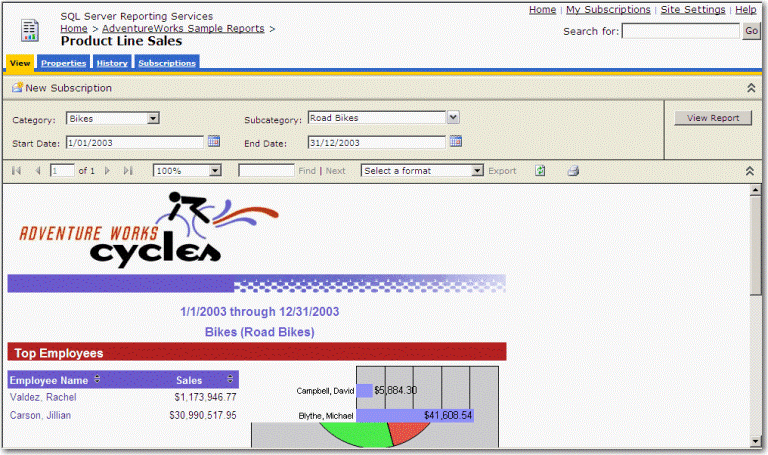 Home | My Subscriptions | Site Settings | Help
SQL Server Reporting Services
Home > AdventureWorks Sample Reports >
Product Line Sales
Search for: Go
View Properties History Subscriptions
New Subscription
Category: Bikes Subcategory: Road Bikes View Report
Start Date: 1/01/2003 End Date: 31/12/2003
1 of 1 100% Find | Next Select a format Export
ADVENTURE WORKS
cycles
1/1/2003 through 12/31/2003
Bikes (Road Bikes)
Top Employees
Employee Name Sales
Valdez, Rachel $1,173,946.77
Carson, Jillian $30,990,517.95
Campbell, David $5,884.30
Blythe, Michael $41,608.54